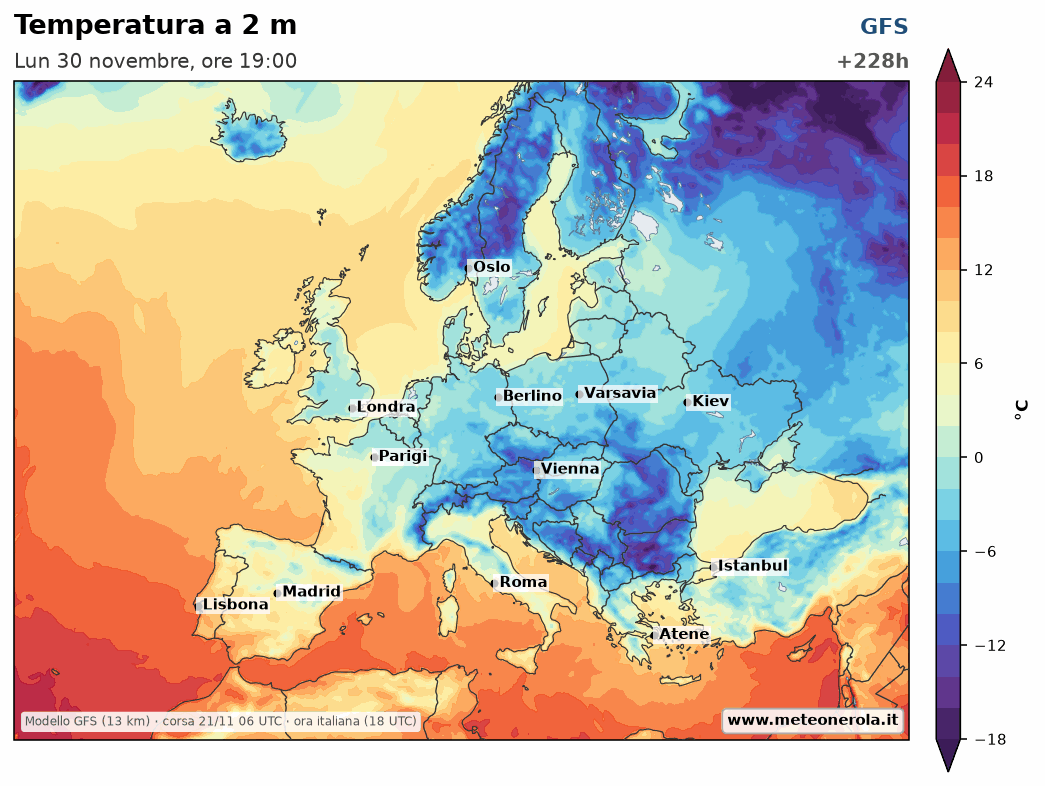 Temperatura a 2 m
GFS
Lun 30 novembre, ore 19:00
+228h
24
18
12
6
0
−6
−12
−18
°C
Oslo
Berlino
Varsavia
Kiev
Londra
Parigi
Vienna
Istanbul
Roma
Madrid
Lisbona
Atene
Modello GFS (13 km) · corsa 21/11 06 UTC · ora italiana (18 UTC)
www.meteonerola.it